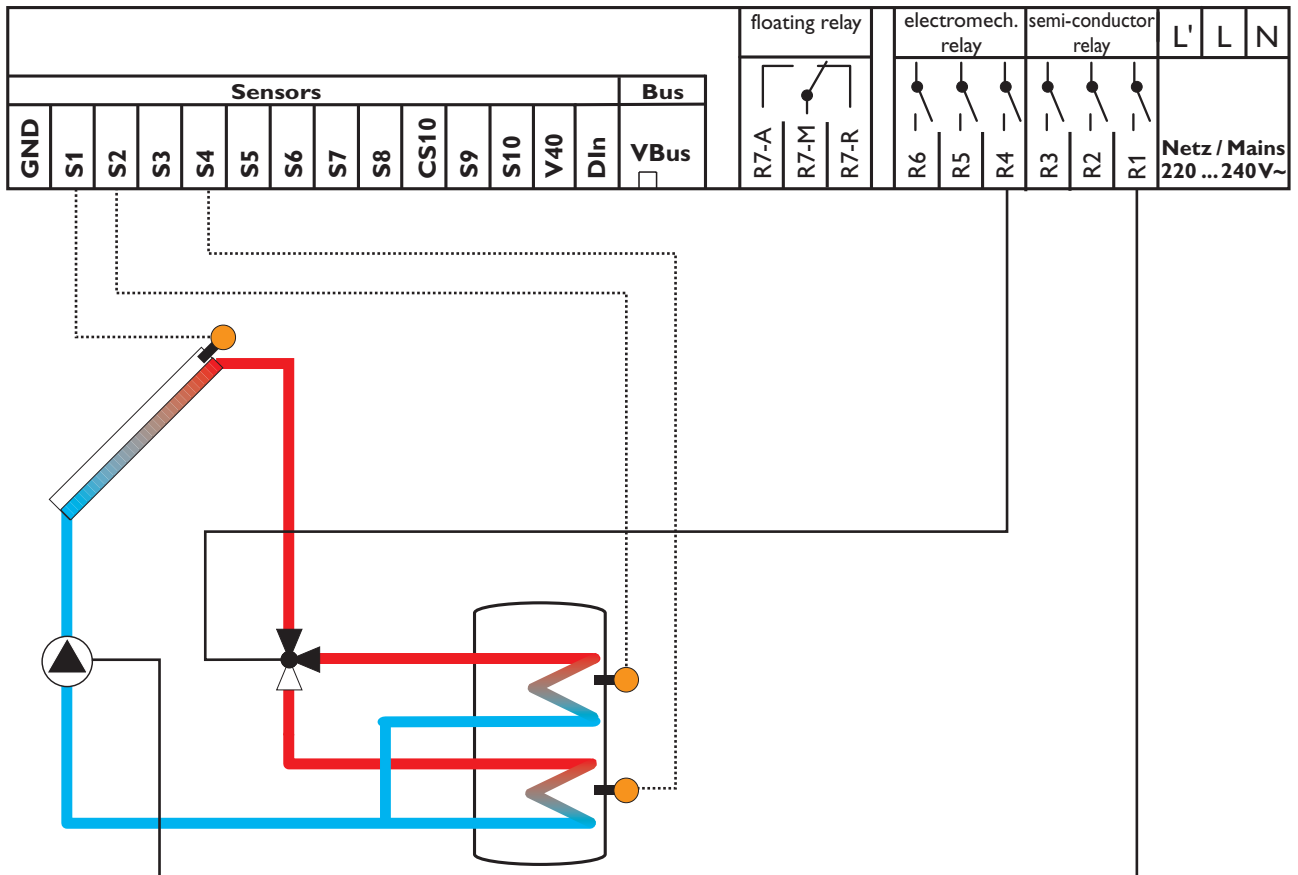 floating relay
electromech.
relay
semi-conductor
relay
L' L N
Sensors
Bus
GND S1 S2 S3 S4 S5 S6 S7 S8 CS10 S9 S10 V40 DIn
VBus
R7-A R7-M R7-R
R6 R5 R4 R3 R2 R1
Netz / Mains
220 ... 240 V~